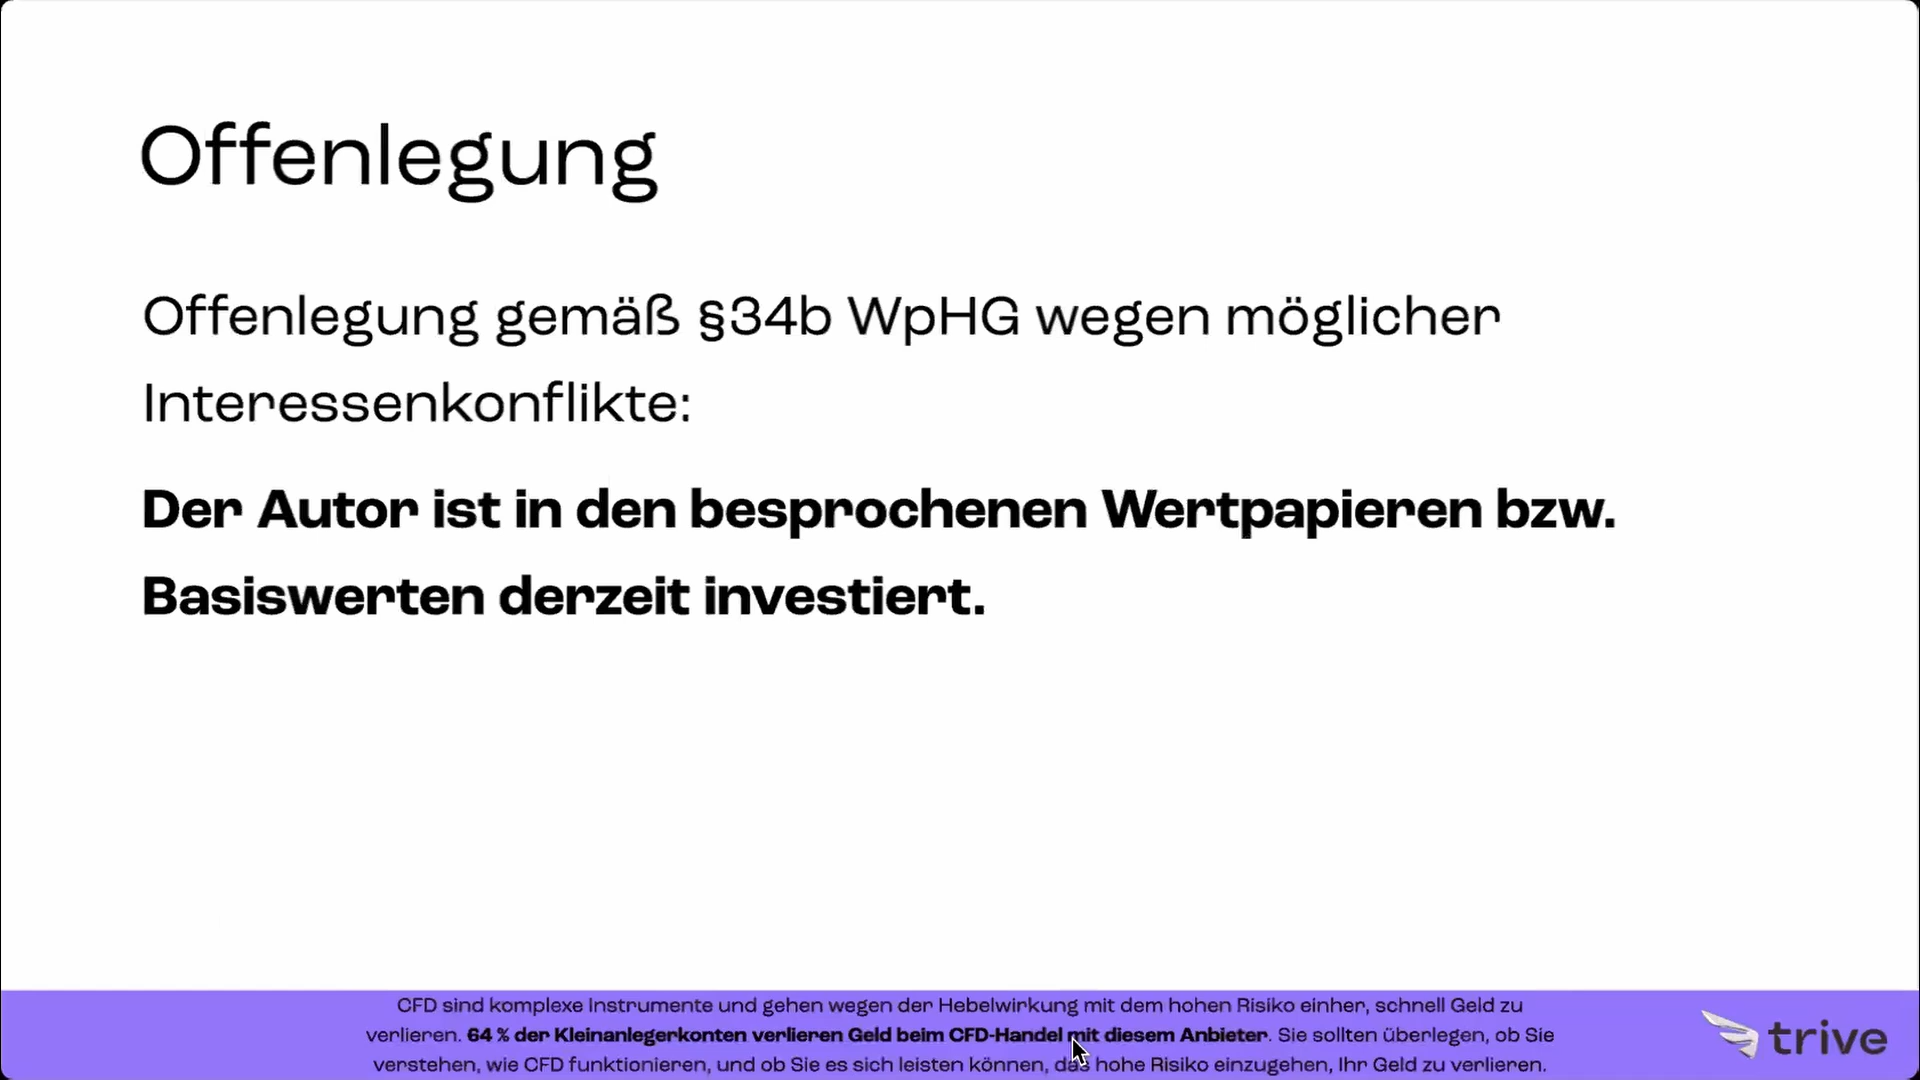 Offenlegung
Offenlegung gemäß §34b WpHG wegen möglicher
Interessenkonflikte:
Der Autor ist in den besprochenen Wertpapieren bzw.
Basiswerten derzeit investiert.
CFD sind komplexe Instrumente und gehen wegen der Hebelwirkung mit dem hohen Risiko einher, schnell Geld zu
verlieren. 64 % der Kleinanlegerkonten verlieren Geld beim CFD-Handel mit diesem Anbieter. Sie sollten überlegen, ob Sie
verstehen, wie CFD funktionieren, und ob Sie es sich leisten können, das hohe Risiko einzugehen, Ihr Geld zu verlieren.
trive